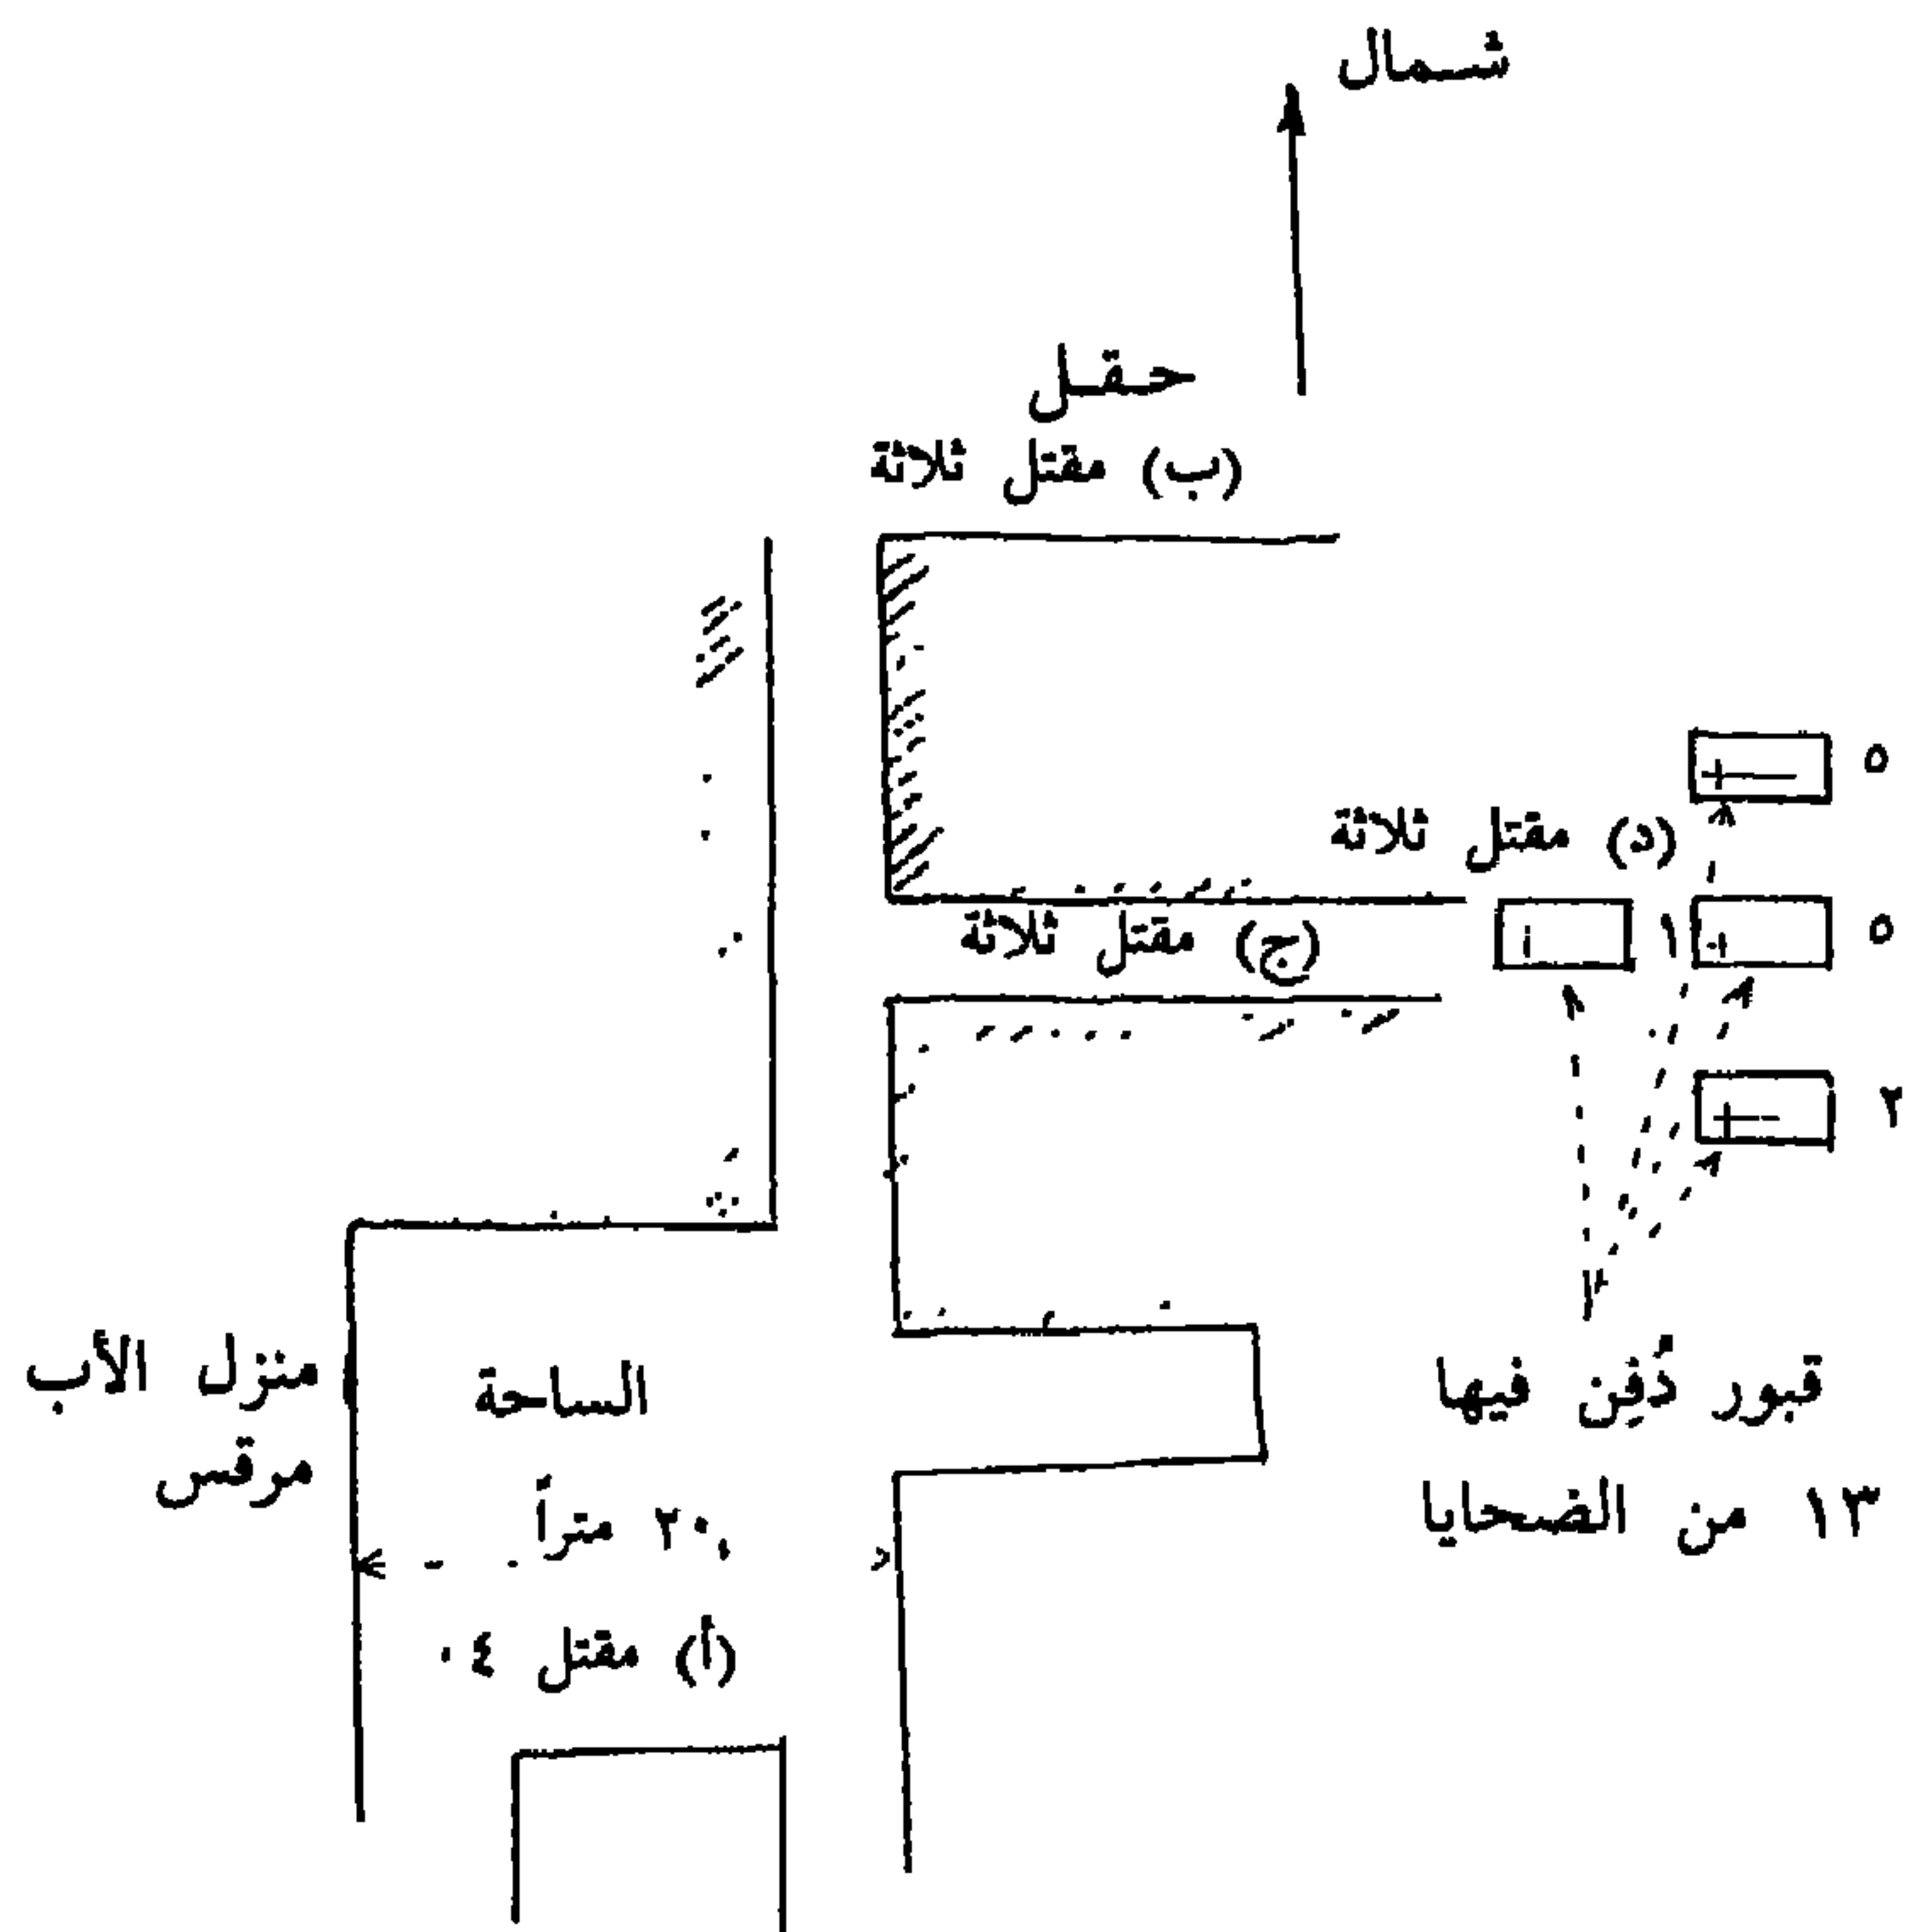 شمال
حقل
(ب) مقتل ثلاثة
٥
(د) مقتل ثلاثة
(ج) مقتل ثلاثة
١
٥
٢
منزل الأب
مرقس
الساحة
٢٠ متراً
(أ) مقتل ٤
قبور دُفِن فيها
١٣ من الضحايا